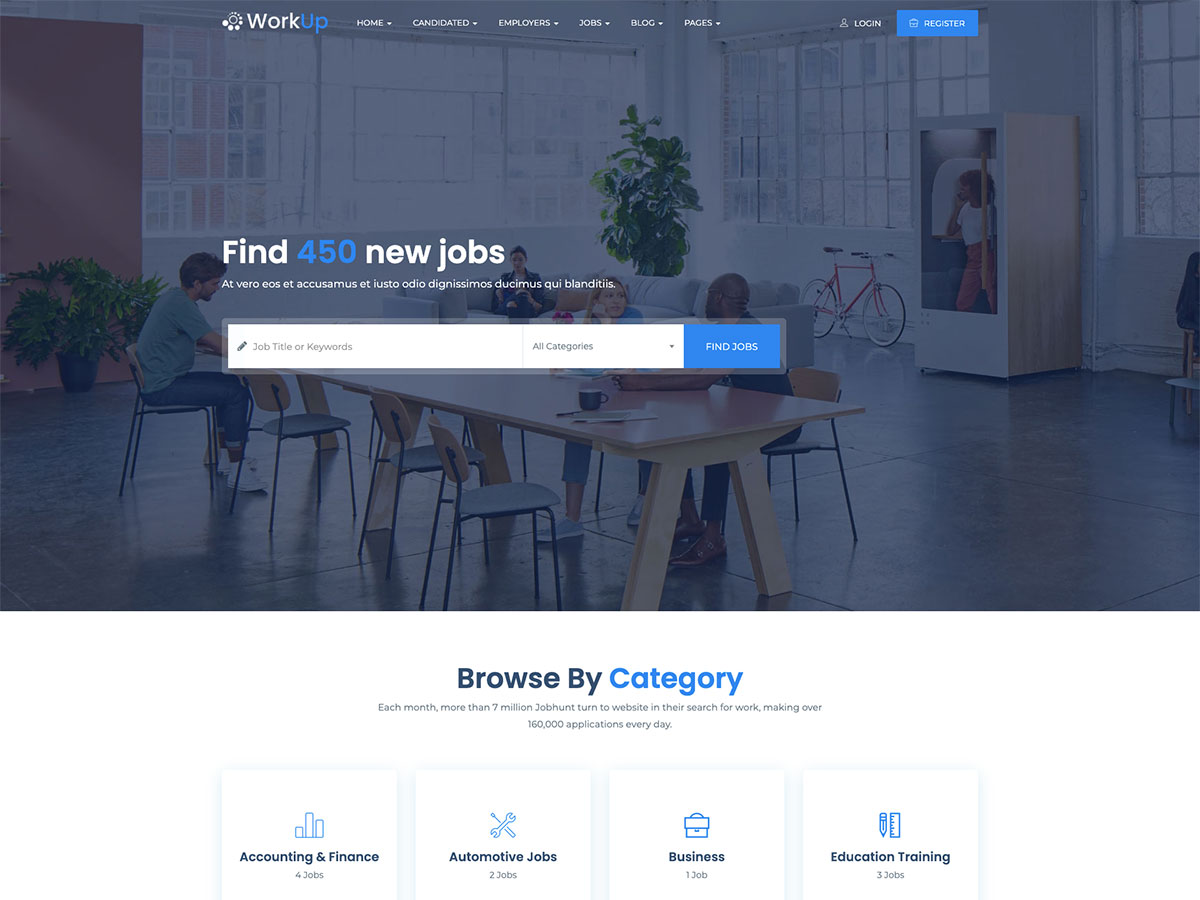 WorkUp
HOME CANDIDATED EMPLOYERS JOBS BLOG PAGES LOGIN REGISTER
Find 450 new jobs
At vero eos et accusamus et iusto odio dignissimos ducimus qui blanditiis.
Job Title or Keywords All Categories FIND JOBS
Browse By Category
Each month, more than 7 million Jobhunt turn to website in their search for work, making over
160,000 applications every day.
Accounting & Finance
4 Jobs
Automotive Jobs
2 Jobs
Business
1 Job
Education Training
3 Jobs